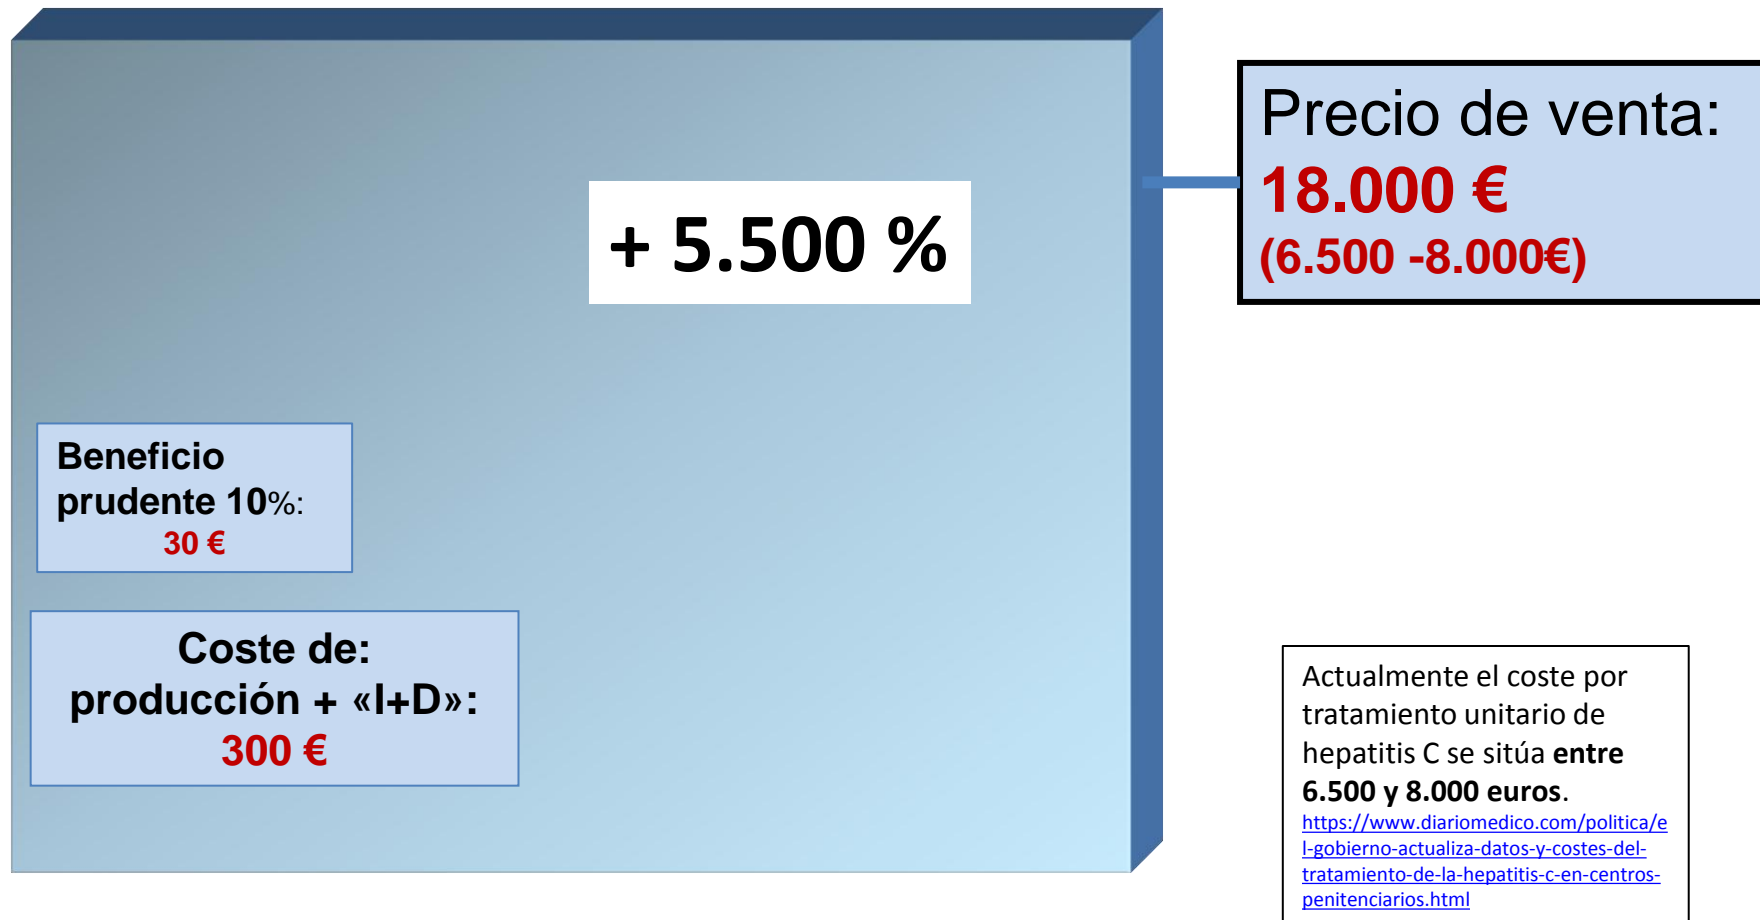 Precio de venta:
18.000 €
(6.500 -8.000€)
+ 5.500 %
Beneficio
prudente 10%:
30 €
Coste de:
producción + «I+D»:
300 €
Actualmente el coste por
tratamiento unitario de
hepatitis C se sitúa entre
6.500 y 8.000 euros.
https://www.diariomedico.com/politica/e
l-gobierno-actualiza-datos-y-costes-del-
tratamiento-de-la-hepatitis-c-en-centros-
penitenciarios.html